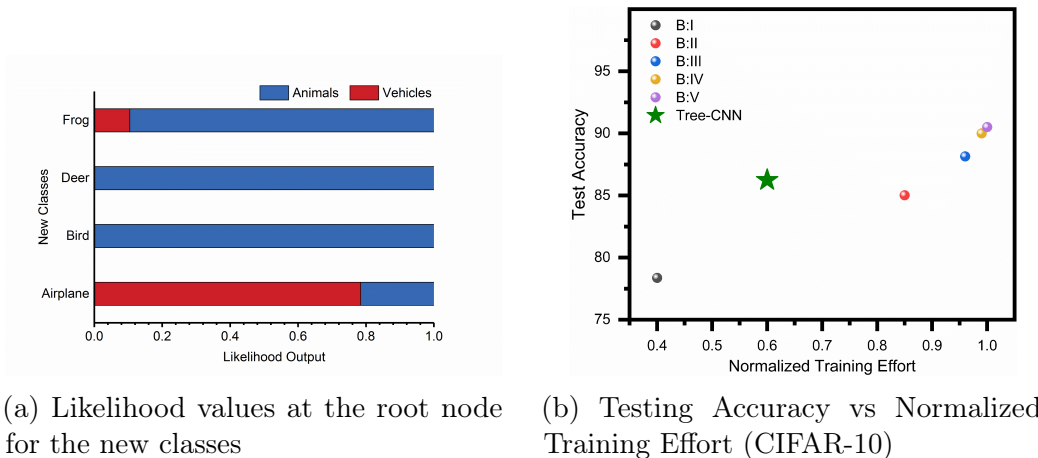 Animals Vehicles
Frog
Deer
Bird
Airplane
New Classes
0.0 0.2 0.4 0.6 0.8 1.0
Likelihood Output
(a) Likelihood values at the root node
for the new classes
B:I
B:II
B:III
B:IV
B:V
Tree-CNN
95
90
85
80
75
Test Accuracy
0.4 0.5 0.6 0.7 0.8 0.9 1.0
Normalized Training Effort
(b) Testing Accuracy vs Normalized
Training Effort (CIFAR-10)